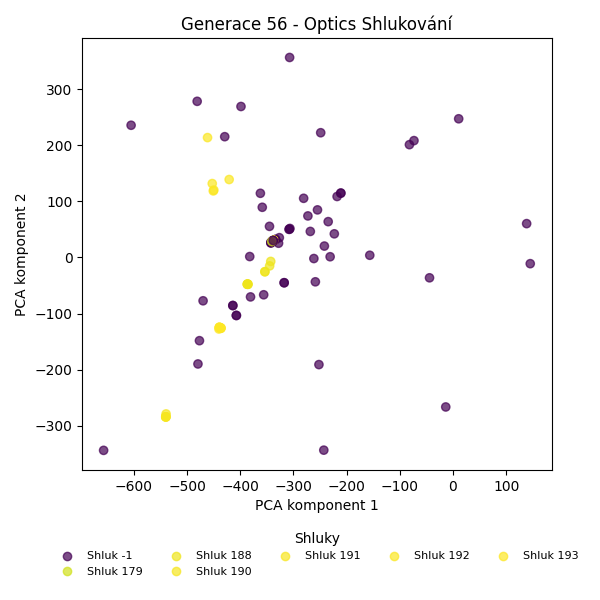 Generace 56 - Optics Shlukování
300
200
100
0
−100
−200
−300
PCA komponent 2
−600 −500 −400 −300 −200 −100 0 100
PCA komponent 1
Shluky
Shluk -1 Shluk 188 Shluk 191 Shluk 192 Shluk 193
Shluk 179 Shluk 190